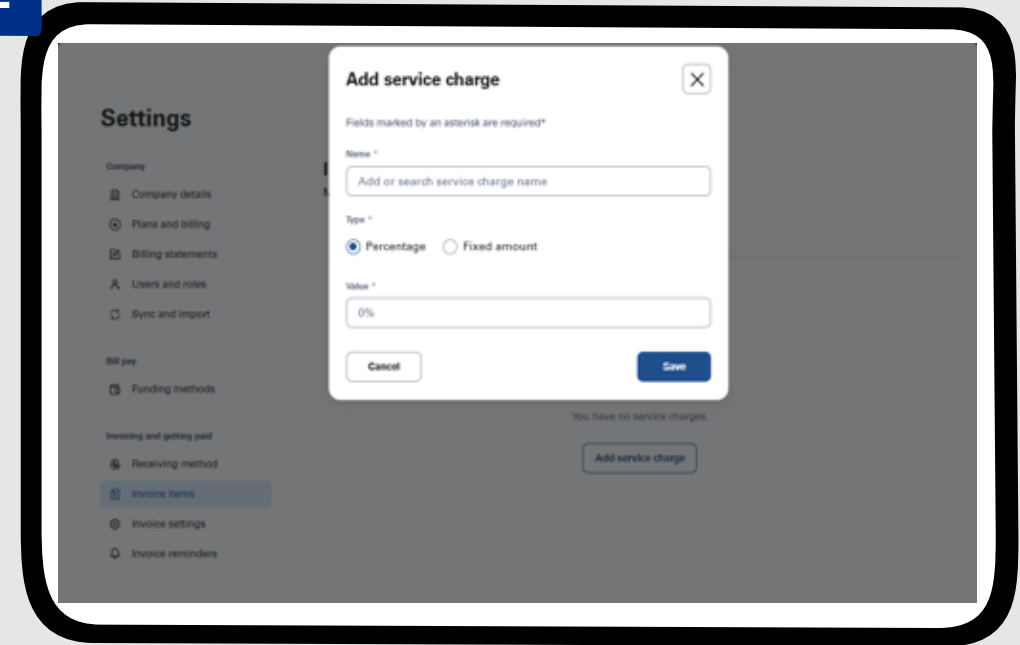 Add service charge
Fields marked by an asterisk are required*
Name *
Add or search service charge name
Type *
Percentage
Fixed amount
Value *
0%
Cancel
Save
Settings
Company
Company details
Plans and billing
Billing statements
Users and roles
Sync and import
Bill pay
Funding methods
Invoicing and getting paid
Receiving method
Invoice items
Invoice settings
Invoice reminders
You have no service charges.
Add service charge